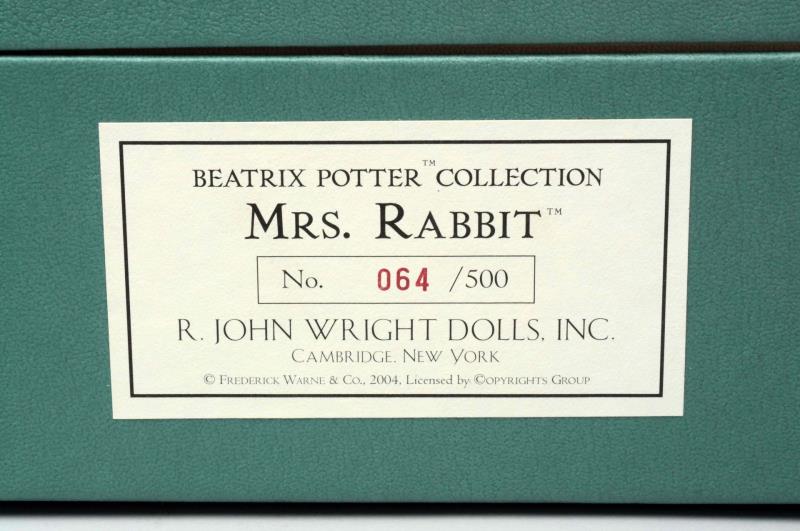 BEATRIX POTTER™ COLLECTION
MRS. RABBIT™
No. 064 /500
R. JOHN WRIGHT DOLLS, INC.
CAMBRIDGE, NEW YORK
© FREDERICK WARNE & CO., 2004, LICENSED BY ©OPYRIGHTS GROUP